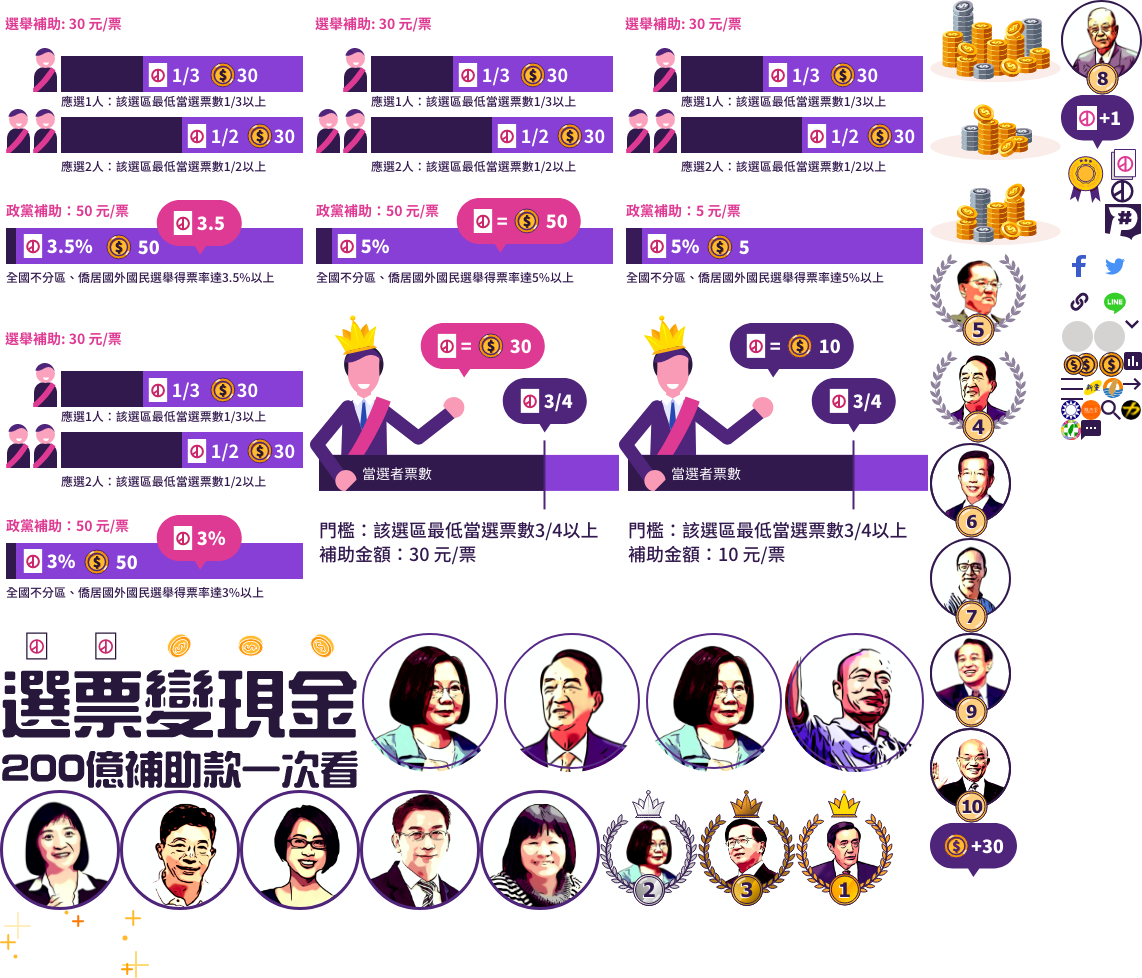 選舉補助: 30 元/票
1/3 $ 30
應選1人：該選區最低當選票數1/3以上
1/2 $ 30
應選2人：該選區最低當選票數1/2以上
政黨補助：50 元/票
3.5
3.5% $ 50
全國不分區、僑居國外國民選舉得票率達3.5%以上
選舉補助: 30 元/票
1/3 $ 30
應選1人：該選區最低當選票數1/3以上
1/2 $ 30
應選2人：該選區最低當選票數1/2以上
政黨補助：50 元/票
= $ 50
5%
全國不分區、僑居國外國民選舉得票率達5%以上
選舉補助: 30 元/票
1/3 $ 30
應選1人：該選區最低當選票數1/3以上
1/2 $ 30
應選2人：該選區最低當選票數1/2以上
政黨補助：5 元/票
5% $ 5
全國不分區、僑居國外國民選舉得票率達5%以上
選舉補助: 30 元/票
1/3 $ 30
應選1人：該選區最低當選票數1/3以上
1/2 $ 30
應選2人：該選區最低當選票數1/2以上
政黨補助：50 元/票
3%
3% $ 50
全國不分區、僑居國外國民選舉得票率達3%以上
= $ 30
3/4
當選者票數
門檻：該選區最低當選票數3/4以上
補助金額：30 元/票
= $ 10
3/4
當選者票數
門檻：該選區最低當選票數3/4以上
補助金額：10 元/票
選票變現金
200億補助款一次看
2
3
1
5
4
6
7
9
10
$ +30
8
+1
#
LINE